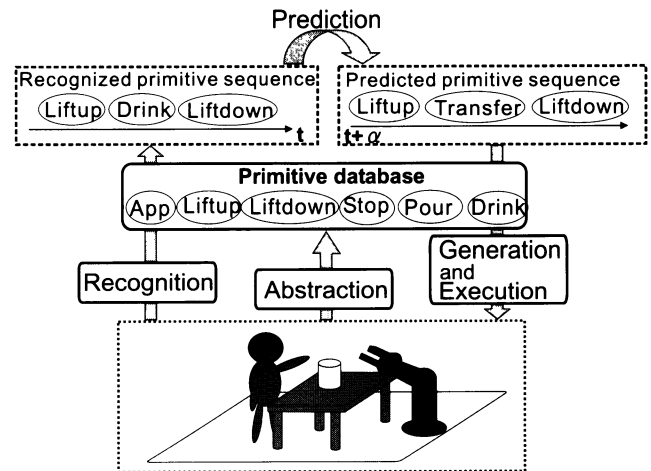 Prediction
Recognized primitive sequence
Liftup Drink Liftdown
t
Predicted primitive sequence
Liftup Transfer Liftdown
t+α
Primitive database
App Liftup Liftdown Stop Pour Drink
Recognition
Abstraction
Generation
and
Execution